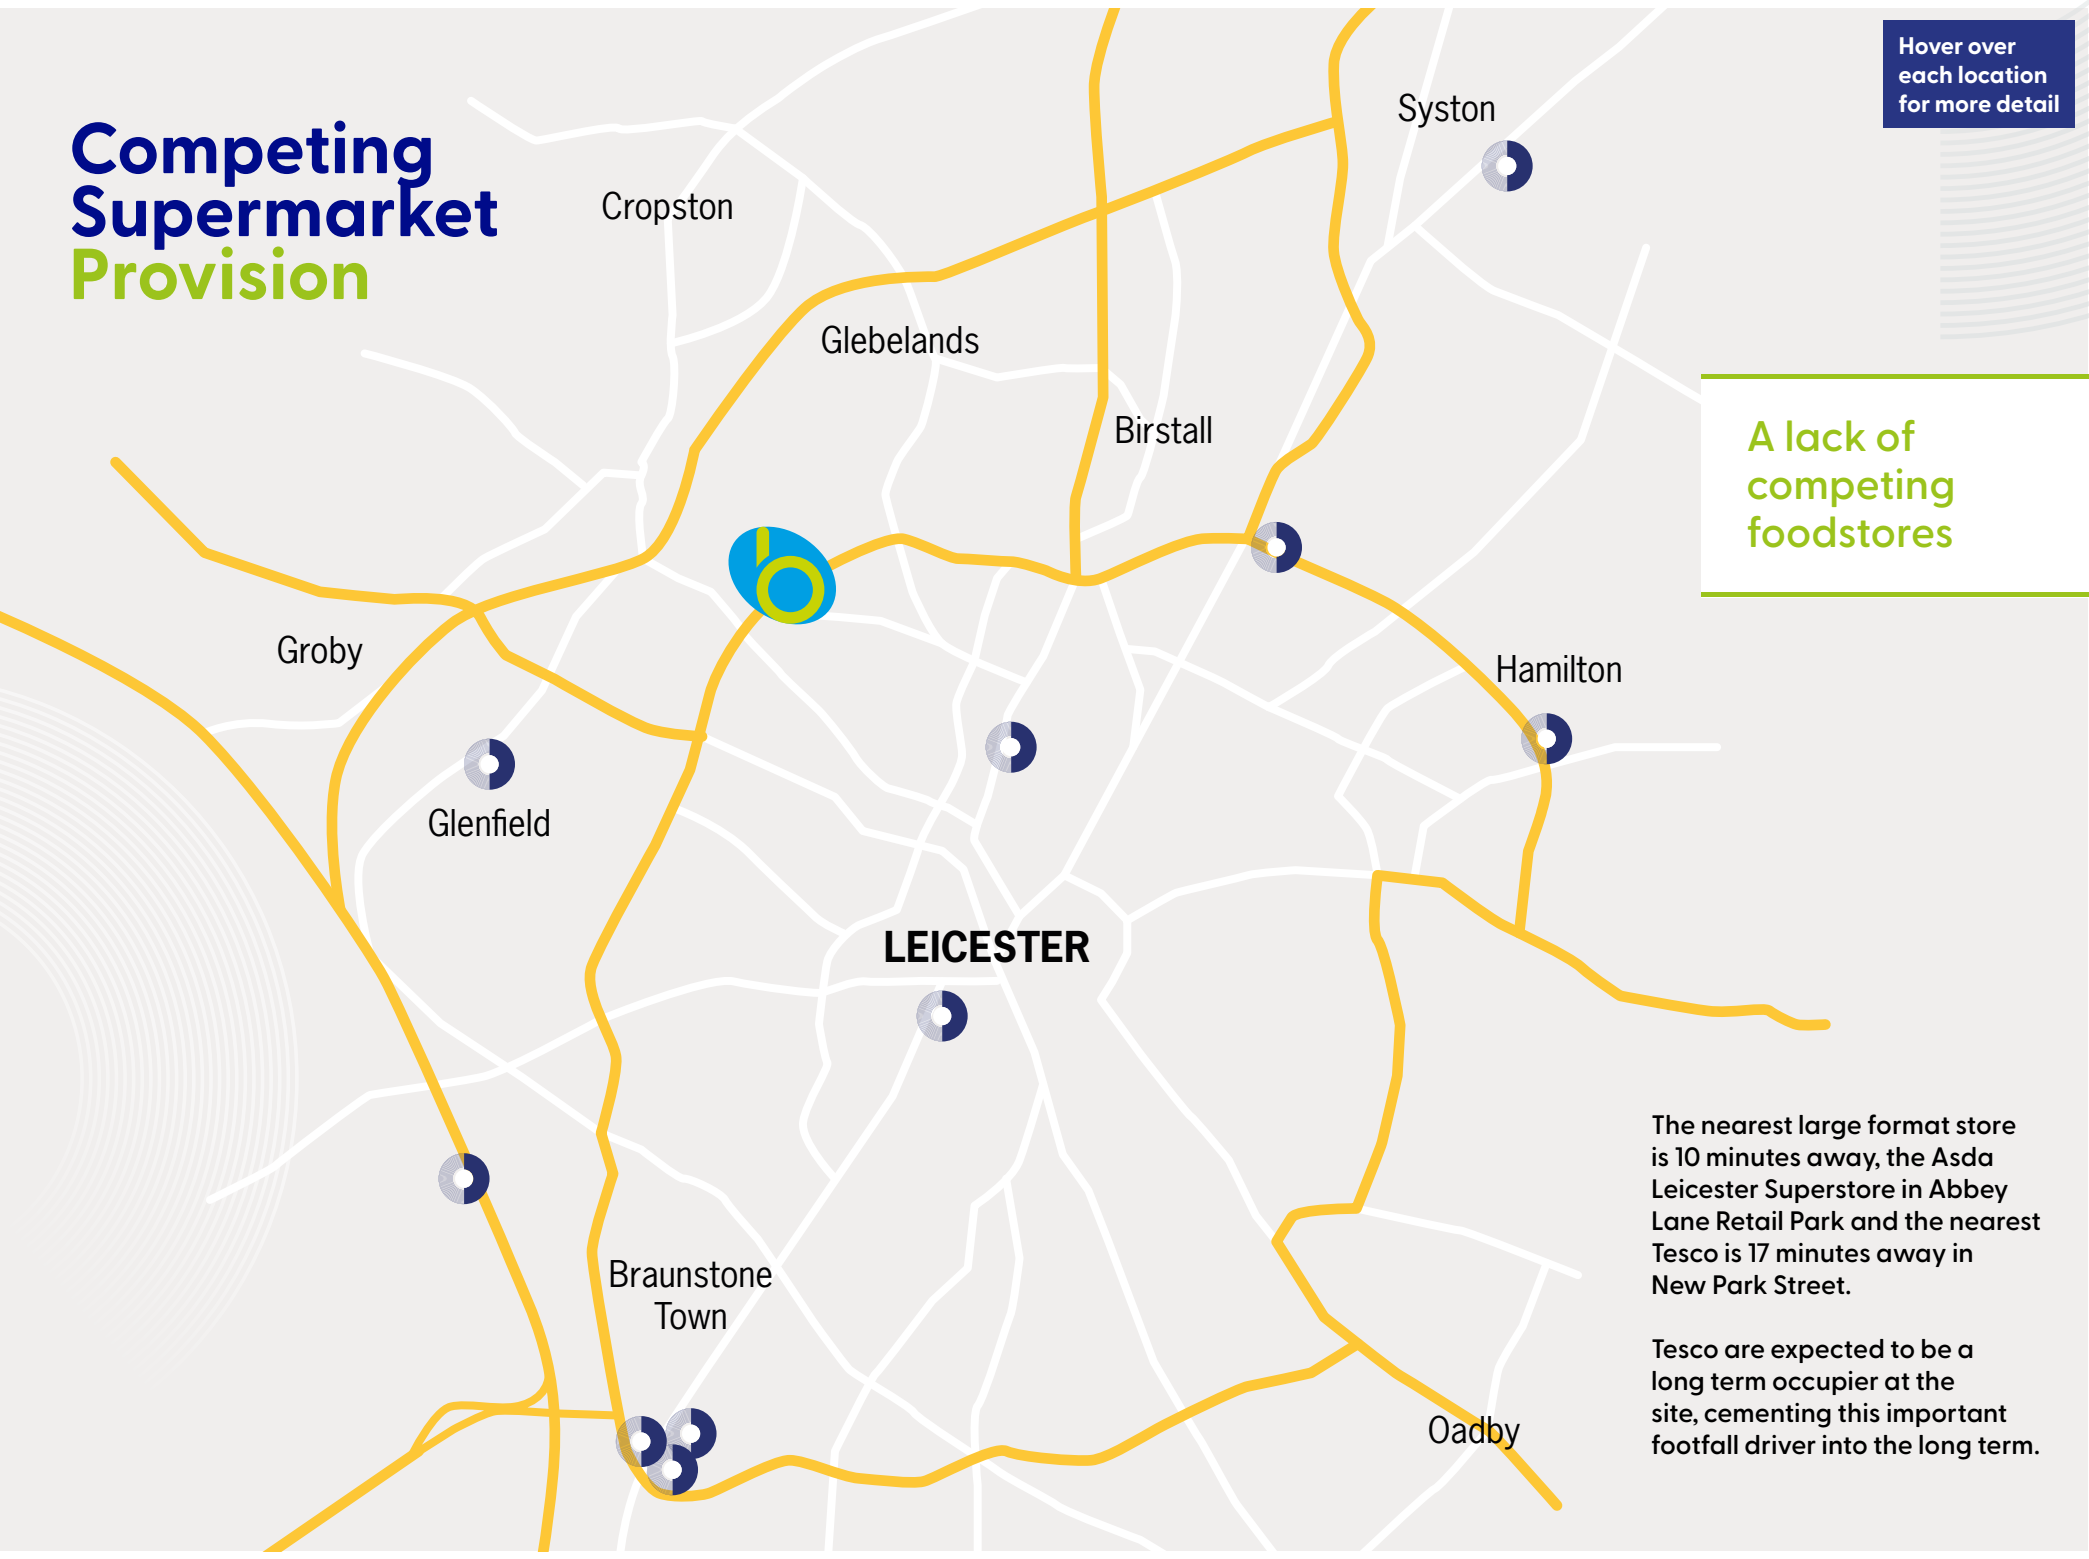 Hover over
each location
for more detail
Competing
Supermarket
Provision
Syston
Cropston
Glebelands
Birstall
A lack of
competing
foodstores
Groby
Hamilton
Glenfield
LEICESTER
Braunstone
Town
Oadby
The nearest large format store
is 10 minutes away, the Asda
Leicester Superstore in Abbey
Lane Retail Park and the nearest
Tesco is 17 minutes away in
New Park Street.
Tesco are expected to be a
long term occupier at the
site, cementing this important
footfall driver into the long term.
b